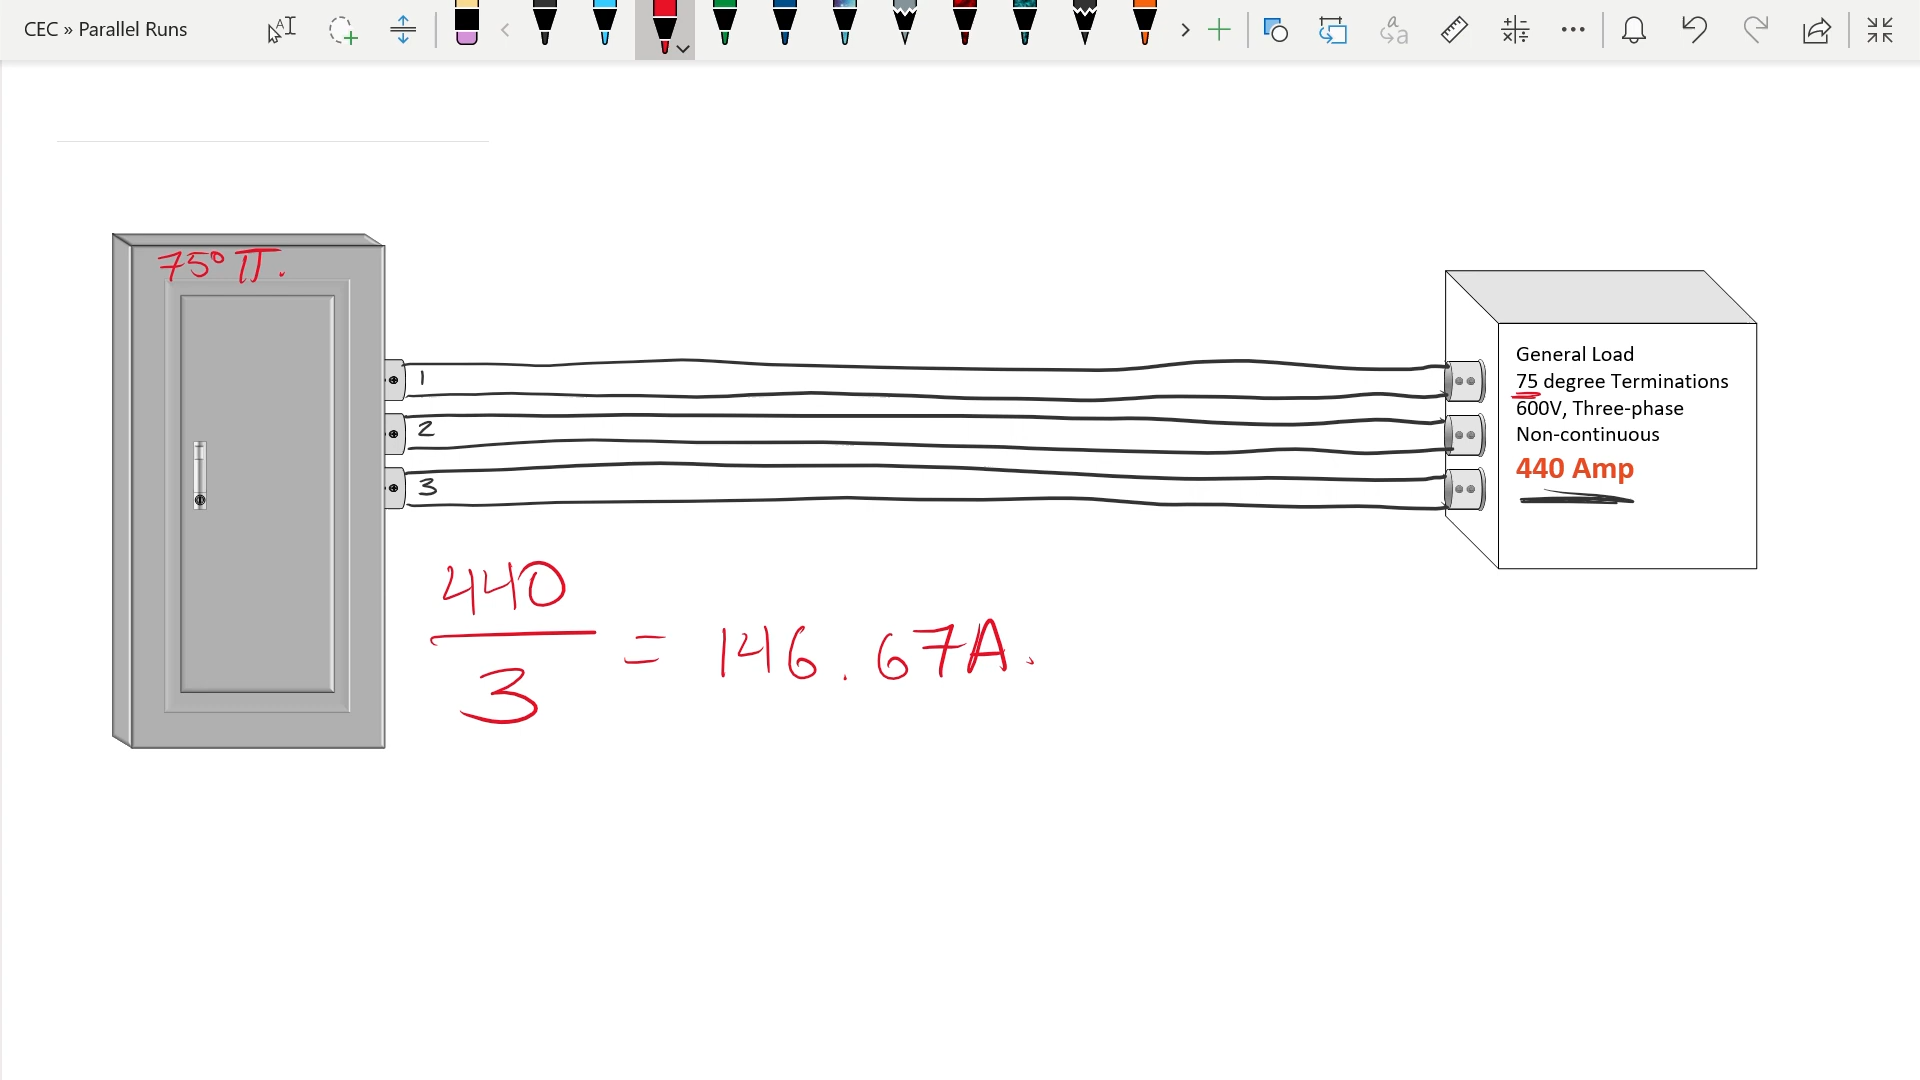 CEC » Parallel Runs
75° TT.
1
2
3
General Load
75 degree Terminations
600V, Three-phase
Non-continuous
440 Amp
440
3
= 146.67A.